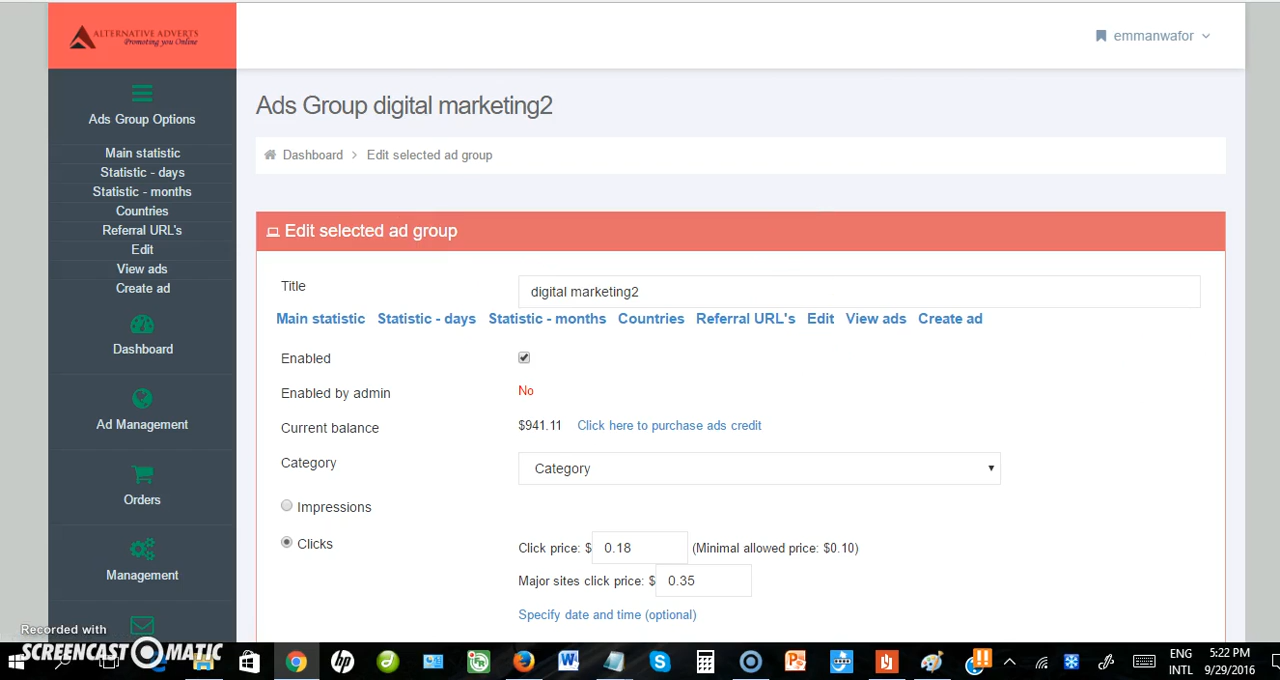 ALTERNATIVE ADVERTS
Promoting you Online
emmanwafor
Ads Group Options
Main statistic
Statistic - days
Statistic - months
Countries
Referral URL's
Edit
View ads
Create ad
Dashboard
Ad Management
Orders
Management
Ads Group digital marketing2
Dashboard > Edit selected ad group
Edit selected ad group
Title digital marketing2
Main statistic Statistic - days Statistic - months Countries Referral URL's Edit View ads Create ad
Enabled
Enabled by admin No
Current balance $941.11 Click here to purchase ads credit
Category Category
Impressions
Clicks
Click price: $ 0.18 (Minimal allowed price: $0.10)
Major sites click price: $ 0.35
Specify date and time (optional)
Recorded with
SCREENCAST MATIC
ENG
INTL
5:22 PM
9/29/2016